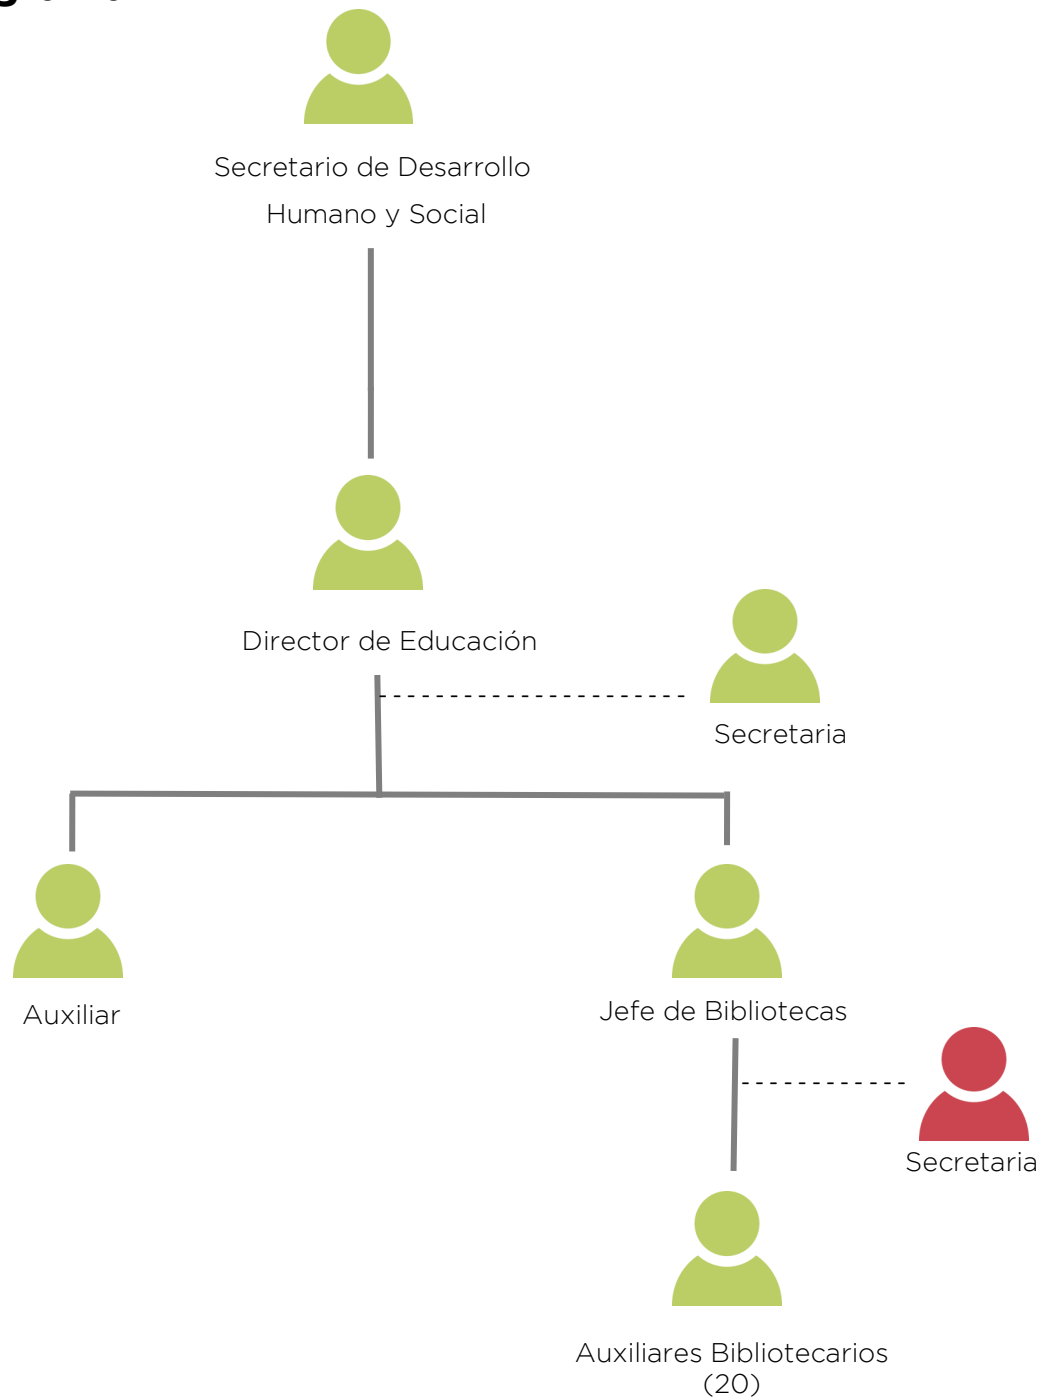 Secretario de Desarrollo
Humano y Social
Director de Educación
Secretaria
Auxiliar
Jefe de Bibliotecas
Secretaria
Auxiliares Bibliotecarios
(20)